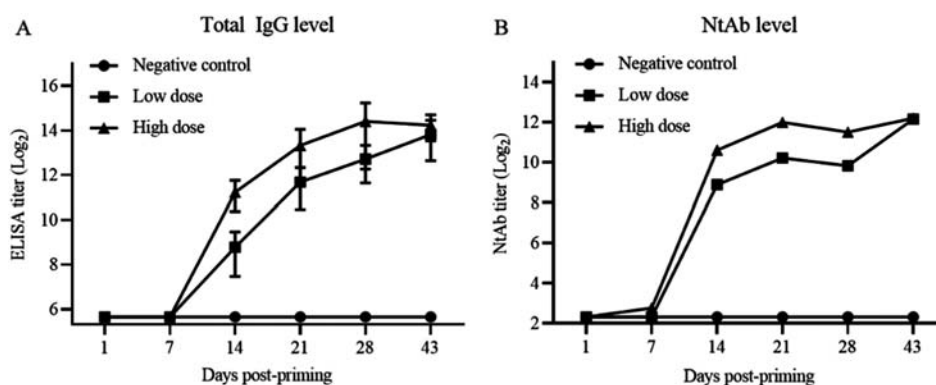 A
Total IgG level
Negative control
Low dose
High dose
ELISA titer (Log2)
16
14
12
10
8
6
1 7 14 21 28 43
Days post-priming
B
NtAb level
Negative control
Low dose
High dose
NtAb titer (Log2)
14
12
10
8
6
4
2
1 7 14 21 28 43
Days post-priming